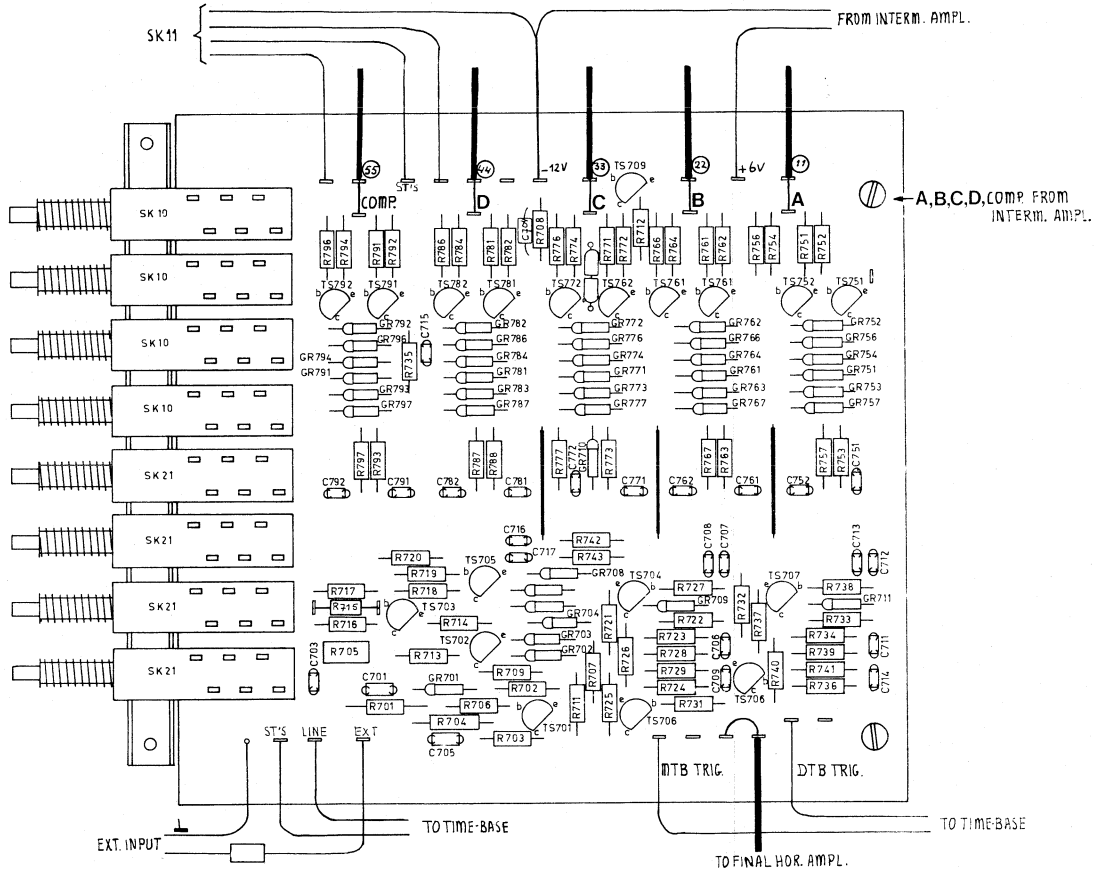 FROM INTERM. AMPL.
SK11
55
ST'S
44
-12V
33
TS709
22
+6V
11
COMP.
D
C
B
A
A,B,C,D, COMP. FROM
INTERM. AMPL.
SK10
R796
R794
R791
R792
R786
R784
R781
R782
R708
R776
R774
R771
R772
R712
R766
R764
R761
R762
R756
R754
R751
R752
SK10
TS792
TS791
TS782
TS781
TS772
TS762
TS761
TS761
TS752
TS751
b e c
SK10
GR792
GR796
GR794
GR791
GR793
GR797
R735
C715
GR782
GR786
GR784
GR781
GR783
GR787
GR772
GR776
GR774
GR771
GR773
GR777
GR762
GR766
GR764
GR761
GR763
GR767
GR752
GR756
GR754
GR751
GR753
GR757
SK10
R797
R793
R787
R788
R777
C772
GR710
R773
R767
R763
R757
R753
C751
SK21
C792
C791
C782
C781
C771
C762
C761
C752
SK21
C716
C717
R742
R743
C708
C707
C713
C712
R720
R719
R718
TS705
GR708
TS704
R727
GR709
R722
R732
R737
TS707
R738
GR711
R733
SK21
R717
R715
R716
TS703
R714
TS702
GR704
GR703
GR702
R721
R726
R723
R728
R729
R724
C706
C709
R734
R739
R741
R736
C711
C714
SK21
R705
C703
R713
R709
R702
R707
R711
R725
TS706
R740
TS706
C701
GR701
R701
R706
R704
TS701
R703
C705
R731
ST'S
LINE
EXT
MTB TRIG.
DTB TRIG.
EXT. INPUT
TO TIME-BASE
TO TIME-BASE
TO FINAL HOR. AMPL.